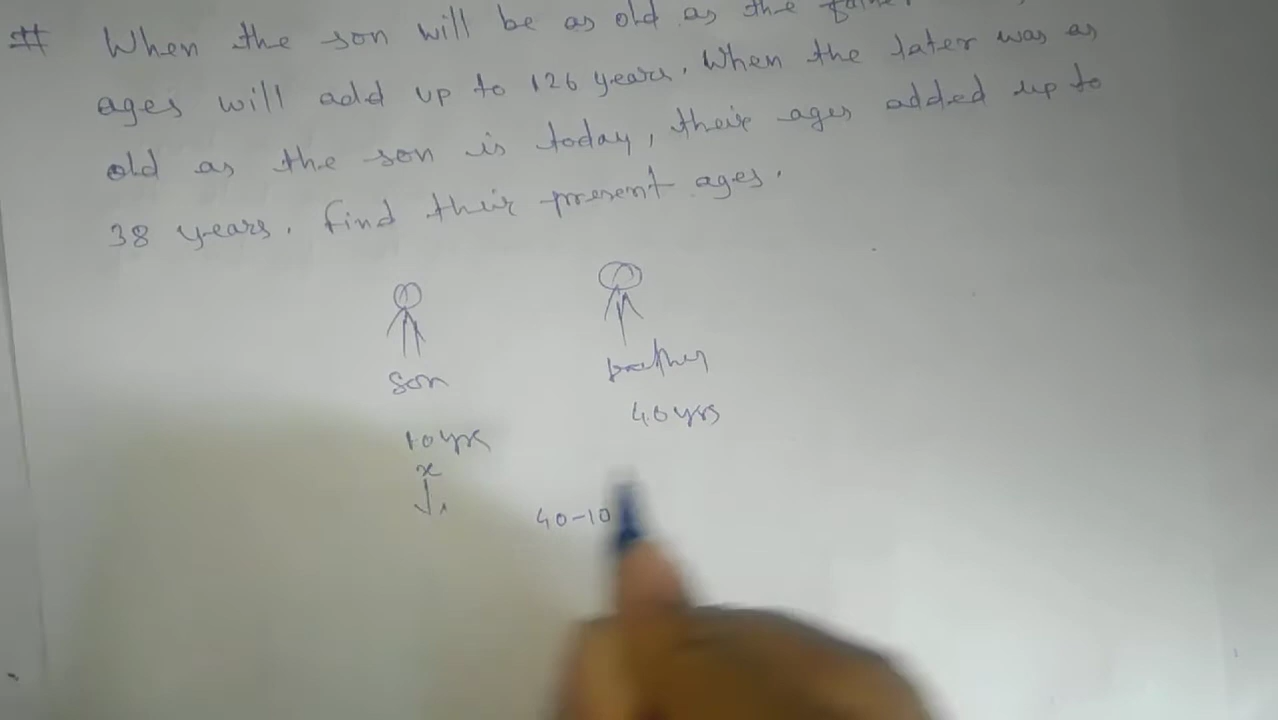 # When the son will be as old as the father
ages will add up to 126 years. When the later was as
old as the son is today, their ages added up to
38 years. find their present ages.
son
40 yrs
10 yrs
x
40-10